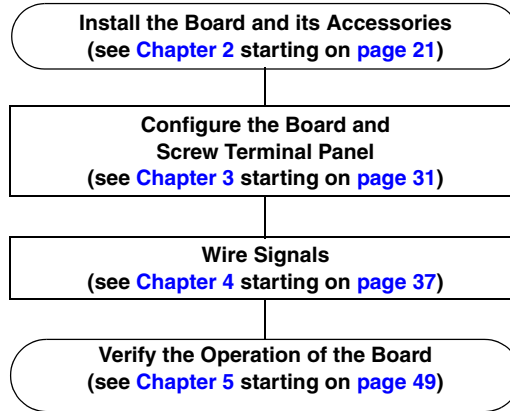 Install the Board and its Accessories
(see Chapter 2 starting on page 21)
Configure the Board and
Screw Terminal Panel
(see Chapter 3 starting on page 31)
Wire Signals
(see Chapter 4 starting on page 37)
Verify the Operation of the Board
(see Chapter 5 starting on page 49)